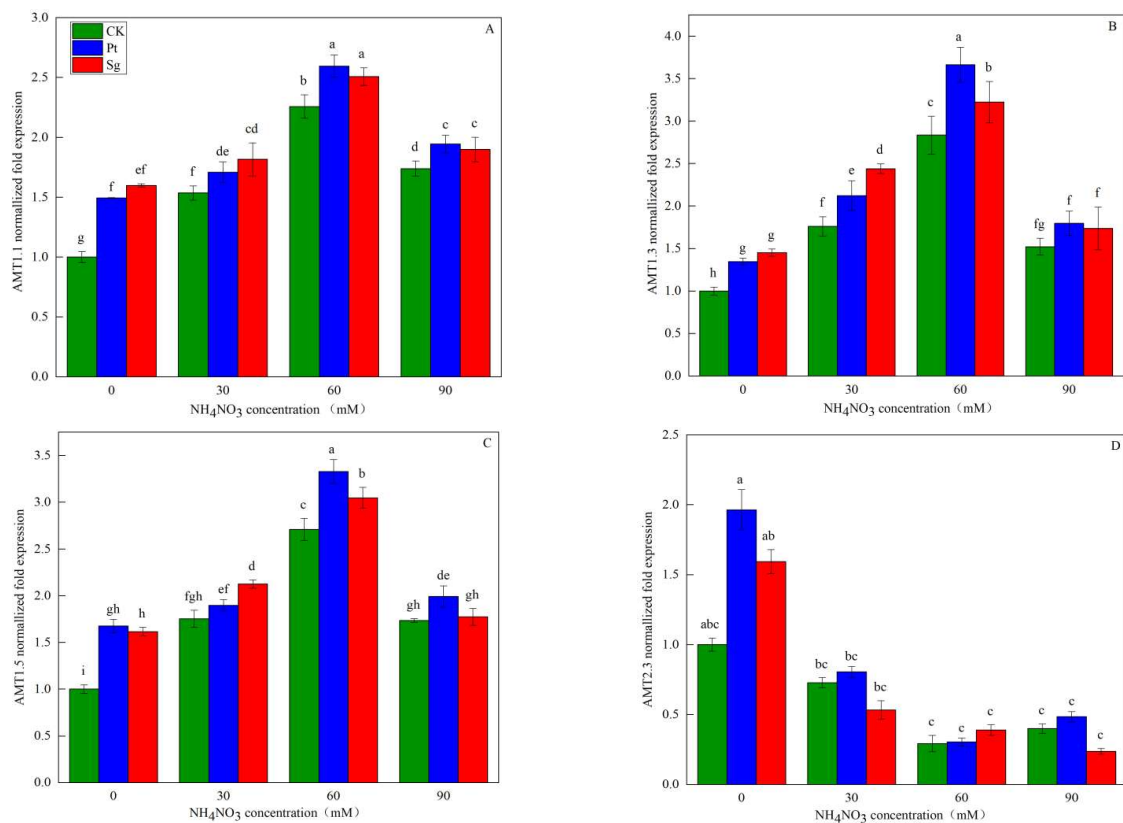 A
CK
Pt
Sg
AMT1.1 normallized fold expression
3.0
2.5
2.0
1.5
1.0
0.5
0.0
g f ef
f de cd
b a a
d c c
0 30 60 90
NH4NO3 concentration（mM）
B
AMT1.3 normallized fold expression
4.0
3.5
3.0
2.5
2.0
1.5
1.0
0.5
0.0
h g g
f e d
c a b
fg f f
0 30 60 90
NH4NO3 concentration（mM）
C
AMT1.5 normallized fold expression
3.5
3.0
2.5
2.0
1.5
1.0
0.5
0.0
i gh h
fgh ef d
c a b
gh de gh
0 30 60 90
NH4NO3 concentration（mM）
D
AMT2.3 normallized fold expression
2.5
2.0
1.5
1.0
0.5
0.0
abc a ab
bc bc bc
c c c
c c c
0 30 60 90
NH4NO3 concentration（mM）